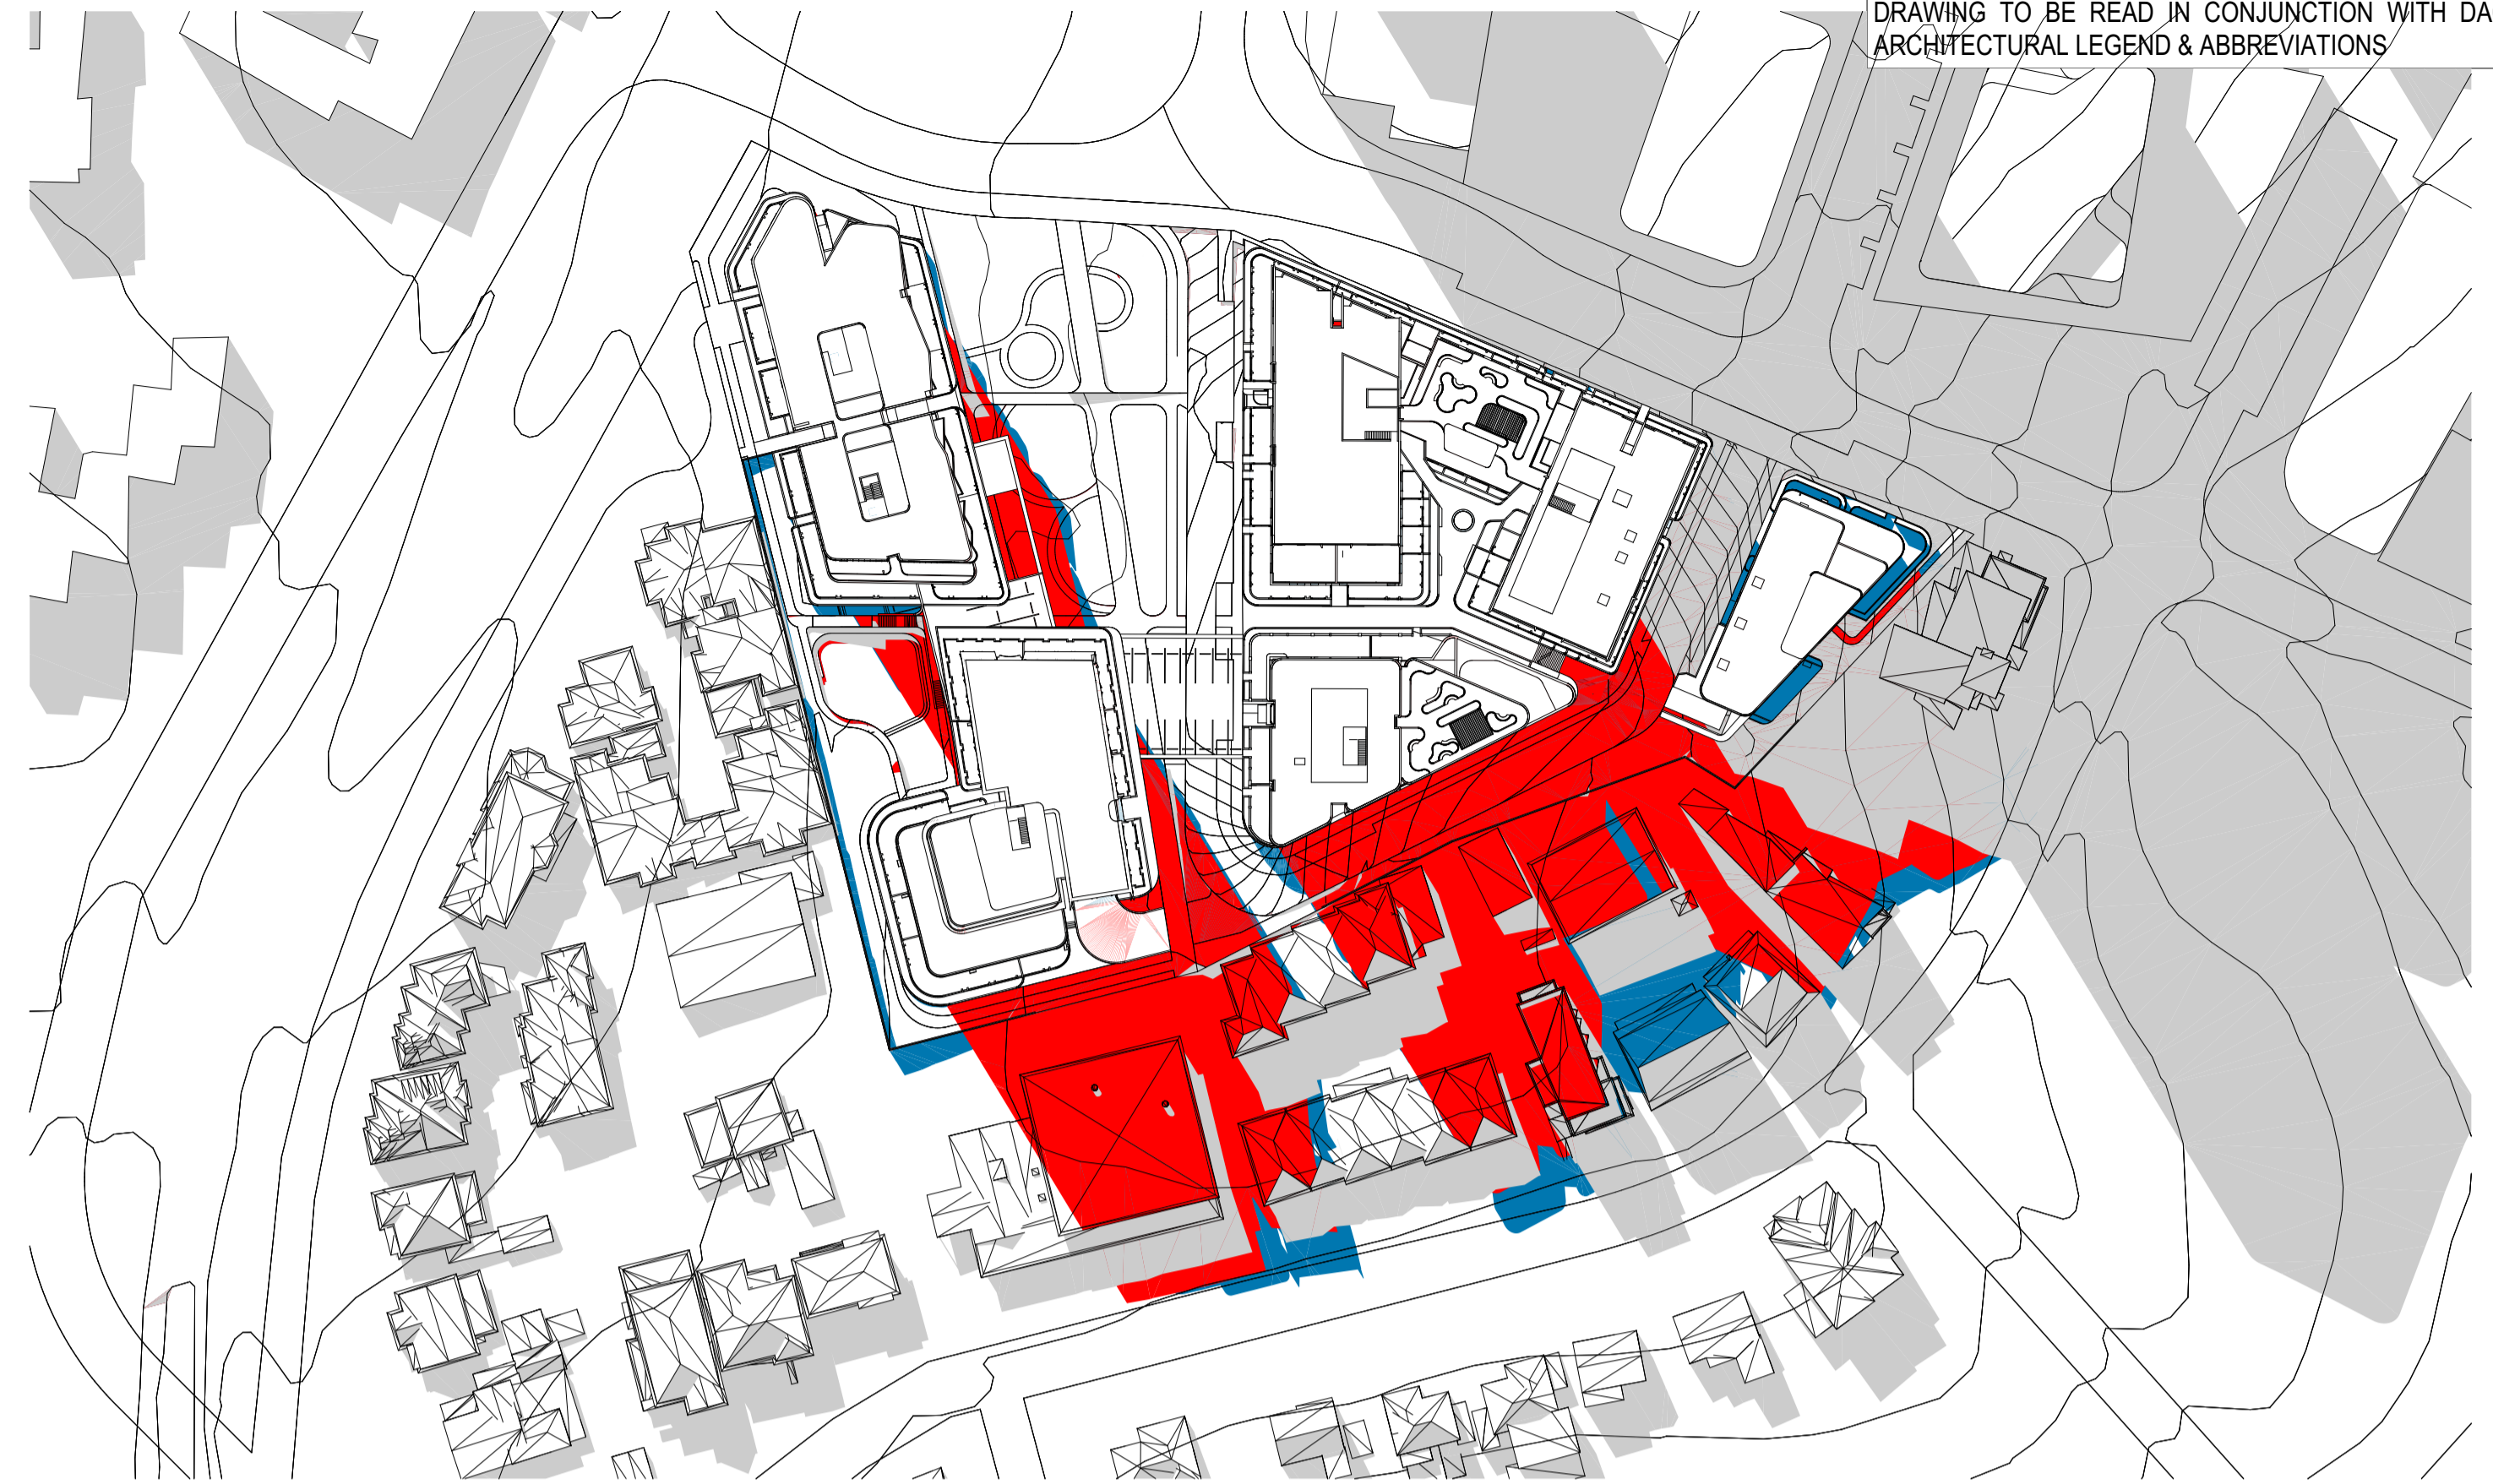 DRAWING TO BE READ IN CONJUNCTION WITH DA
ARCHITECTURAL LEGEND & ABBREVIATIONS